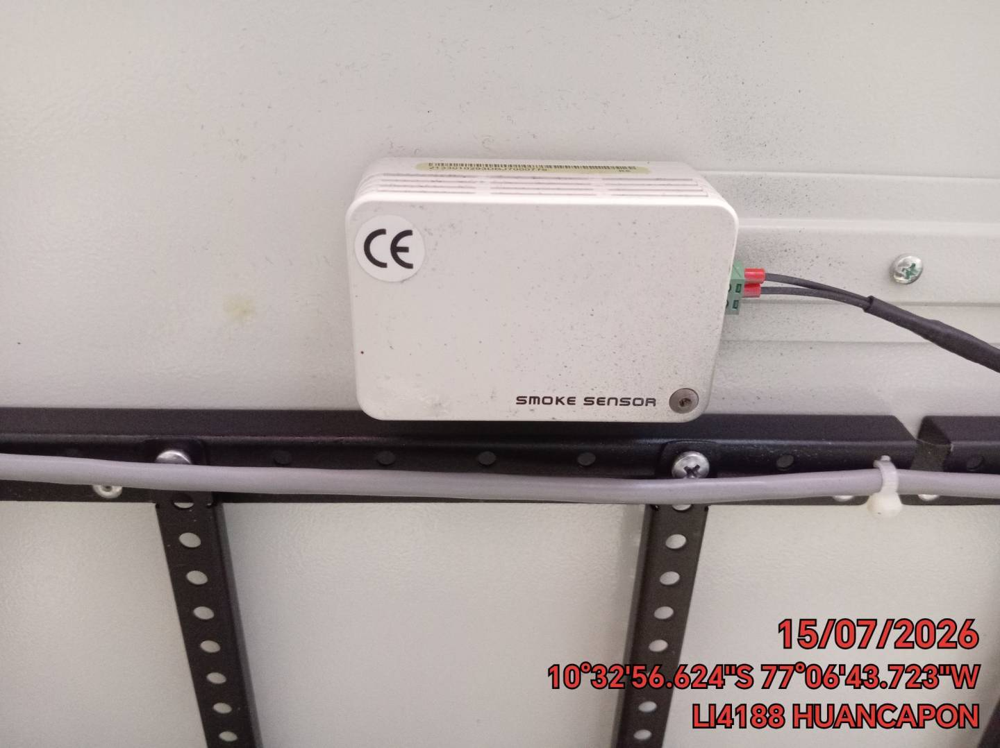 CE
SMOKE SENSOR
15/07/2026
10°32'56.624"S 77°06'43.723"W
LI4188 HUANCAPON